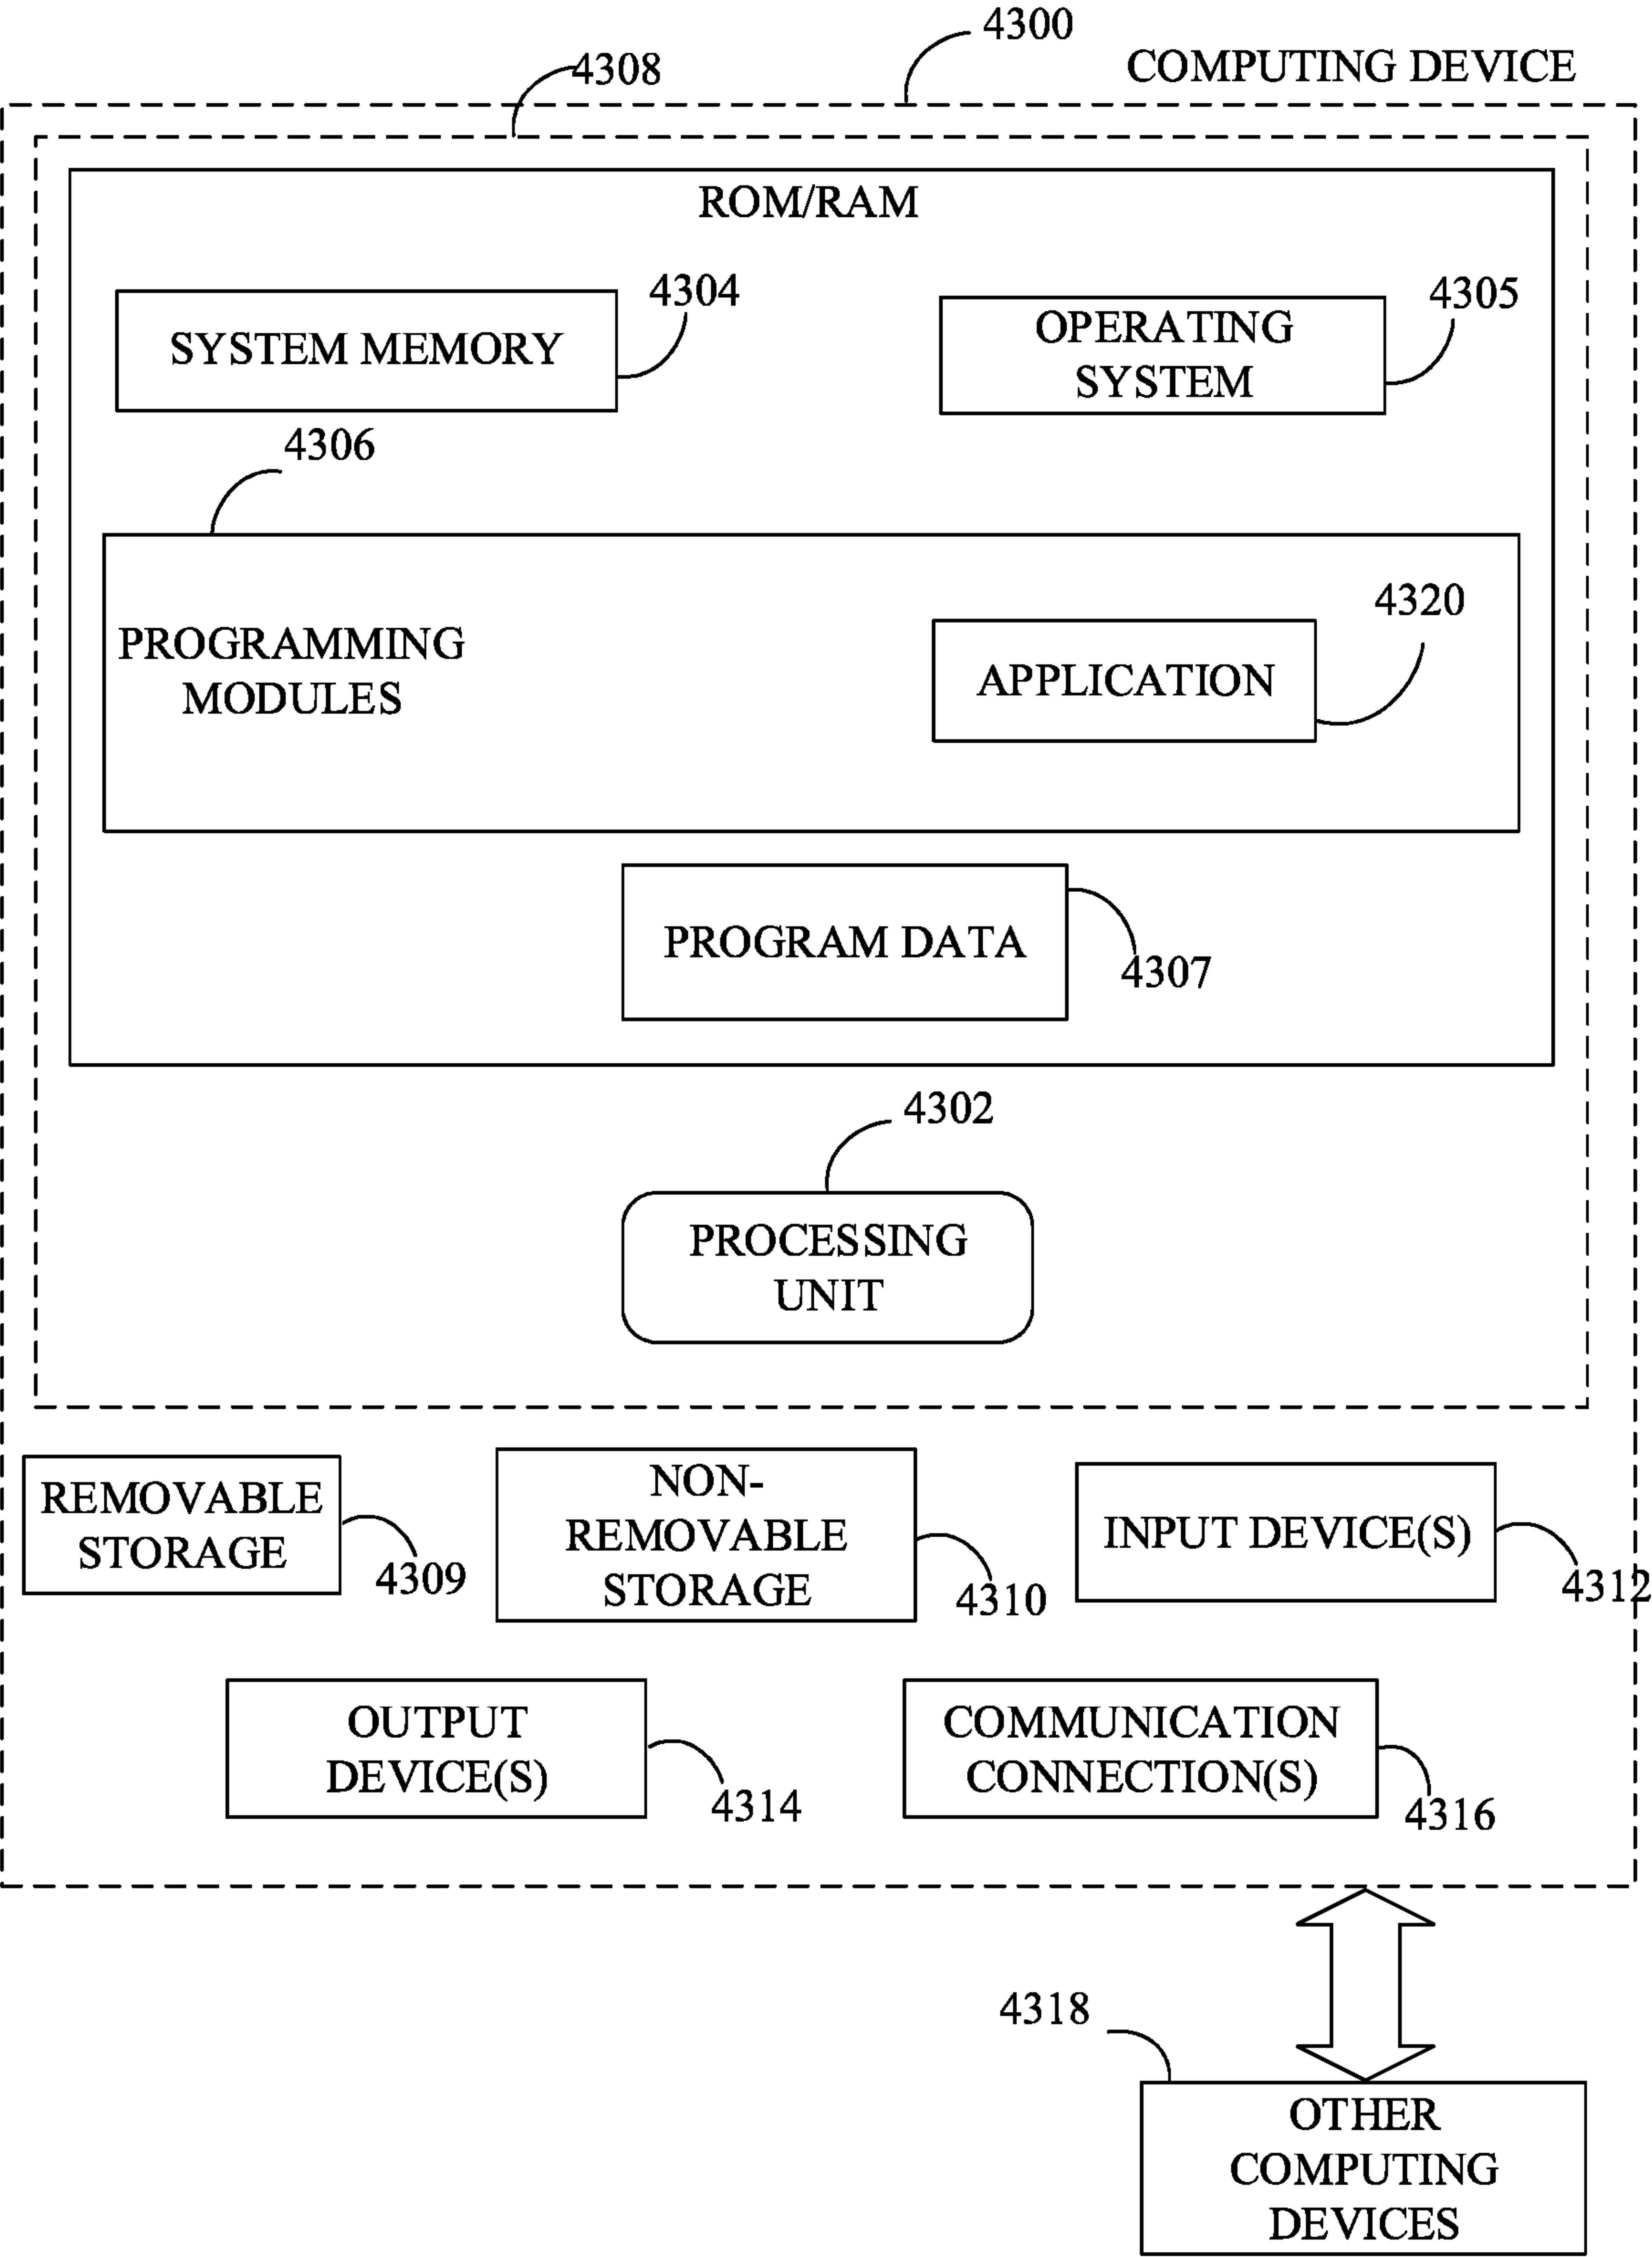 4300
COMPUTING DEVICE
4308
ROM/RAM
SYSTEM MEMORY
4304
OPERATING
SYSTEM
4305
4306
PROGRAMMING
MODULES
APPLICATION
4320
PROGRAM DATA
4307
4302
PROCESSING
UNIT
REMOVABLE
STORAGE
4309
NON-
REMOVABLE
STORAGE
4310
INPUT DEVICE(S)
4312
OUTPUT
DEVICE(S)
4314
COMMUNICATION
CONNECTION(S)
4316
4318
OTHER
COMPUTING
DEVICES